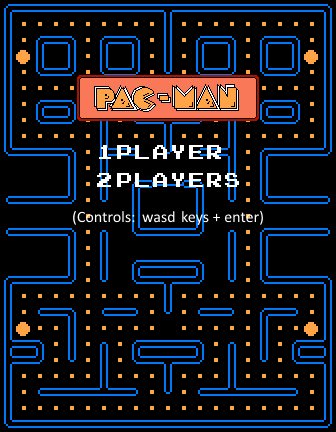 PAC-MAN
1PLAYER
2PLAYERS
(Controls: wasd keys + enter)